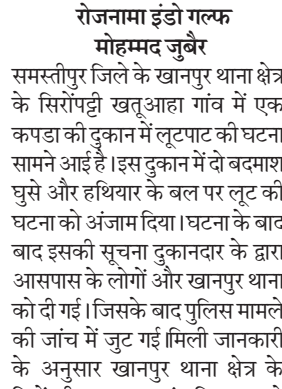 रोजनामा इंडो गल्फ
मोहम्मद जुबैर
समस्तीपुर जिले के खानपुर थाना क्षेत्र
के सिरोंपट्टी खतूआहा गांव में एक
कपडा की दुकान में लूटपाट की घटना
सामने आई है।इस दुकान में दो बदमाश
घुसे और हथियार के बल पर लूट की
घटना को अंजाम दिया।घटना के बाद
बाद इसकी सूचना दुकानदार के द्वारा
आसपास के लोगों और खानपुर थाना
को दी गई।जिसके बाद पुलिस मामले
की जांच में जुट गई।मिली जानकारी
के अनुसार खानपुर थाना क्षेत्र के